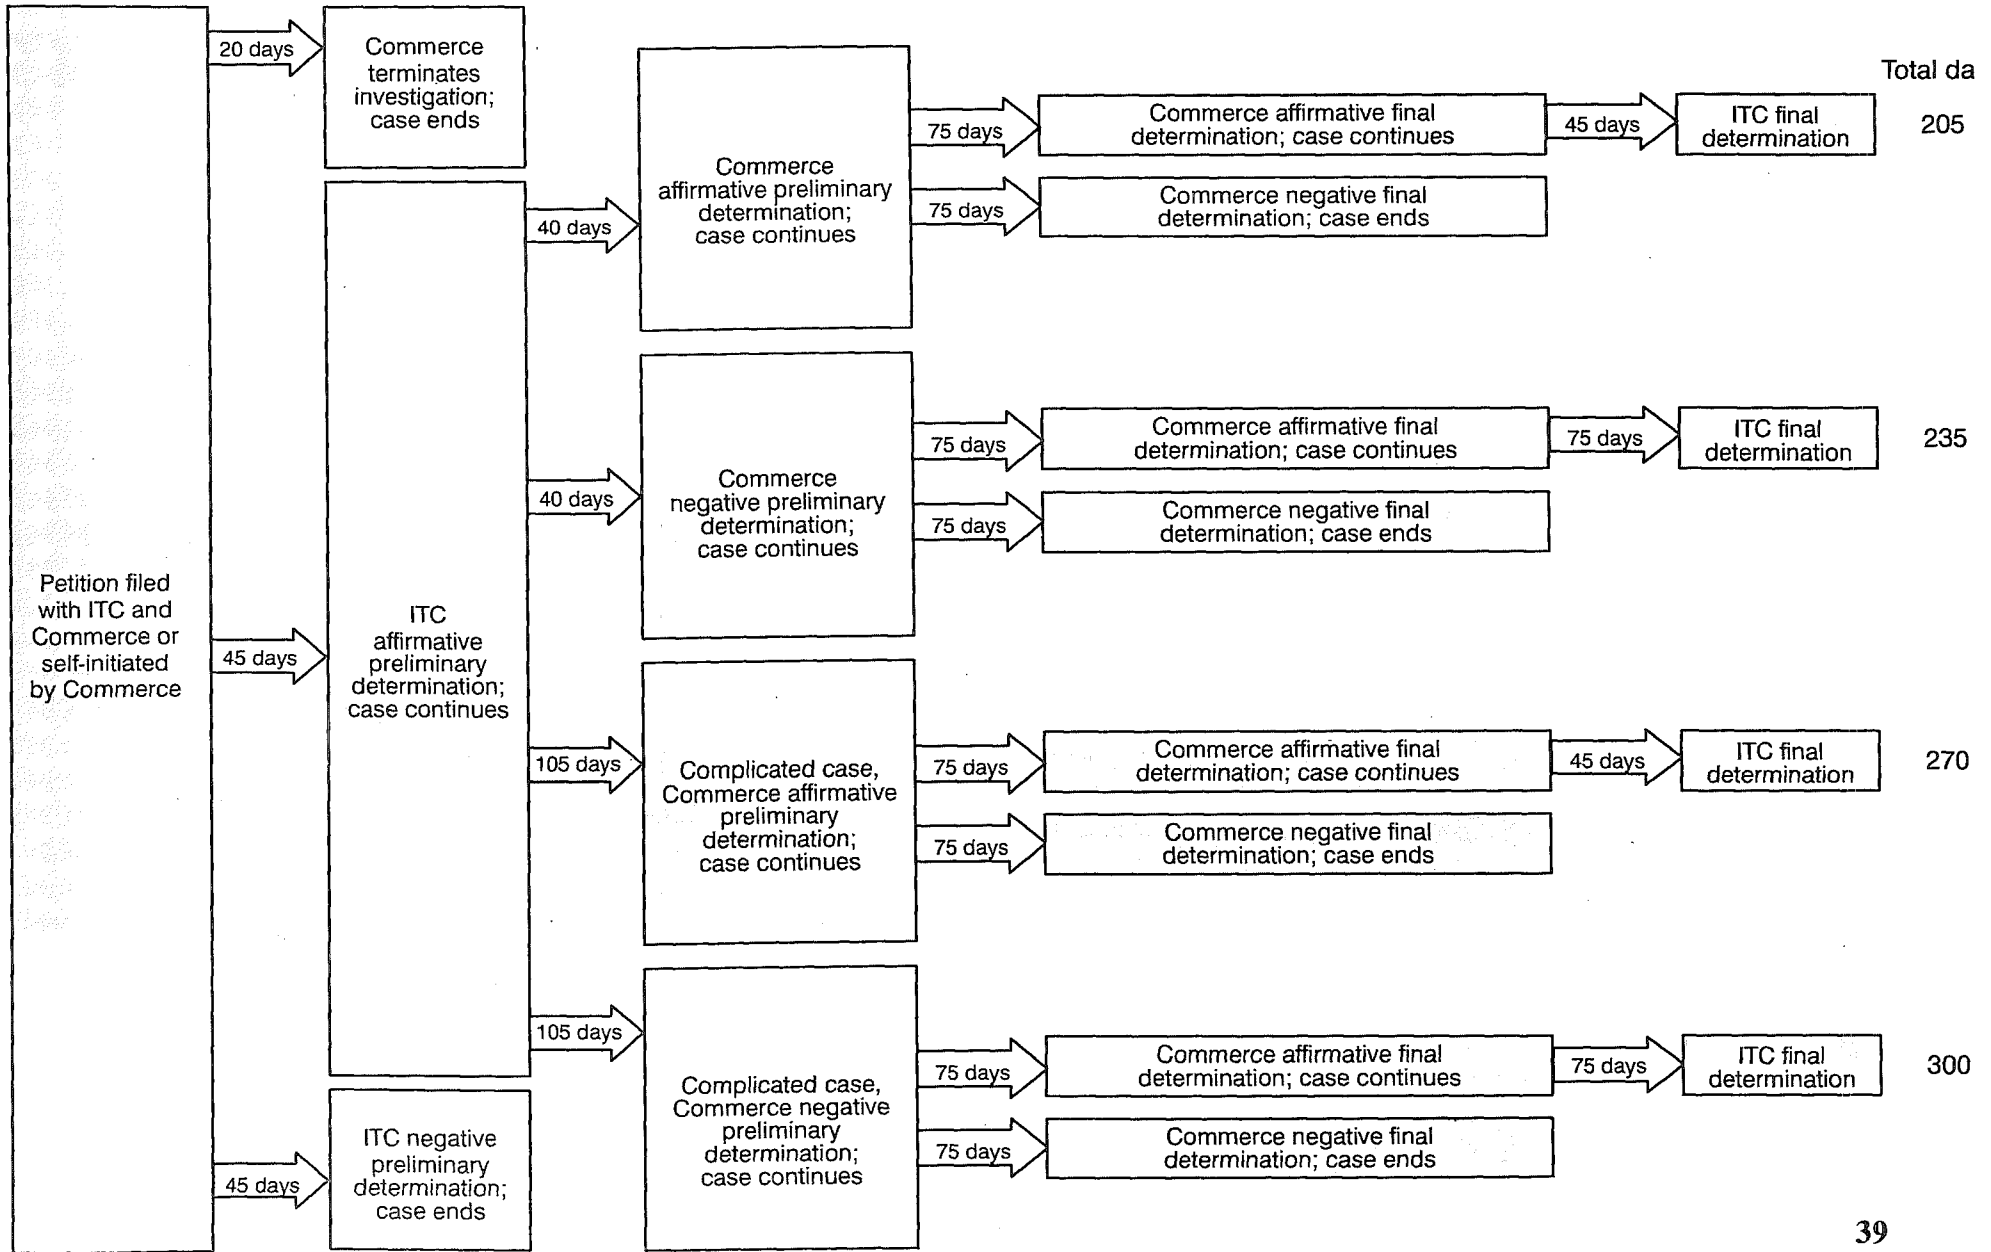 Petition filed
with ITC and
Commerce or
self-initiated
by Commerce
20 days
Commerce
terminates
investigation;
case ends
45 days
ITC
affirmative
preliminary
determination;
case continues
45 days
ITC negative
preliminary
determination;
case ends
40 days
Commerce
affirmative preliminary
determination;
case continues
75 days
Commerce affirmative final
determination; case continues
45 days
ITC final
determination
Total da
205
75 days
Commerce negative final
determination; case ends
40 days
Commerce
negative preliminary
determination;
case continues
75 days
Commerce affirmative final
determination; case continues
75 days
ITC final
determination
235
75 days
Commerce negative final
determination; case ends
105 days
Complicated case,
Commerce affirmative
preliminary
determination;
case continues
75 days
Commerce affirmative final
determination; case continues
45 days
ITC final
determination
270
75 days
Commerce negative final
determination; case ends
105 days
Complicated case,
Commerce negative
preliminary
determination;
case continues
75 days
Commerce affirmative final
determination; case continues
75 days
ITC final
determination
300
75 days
Commerce negative final
determination; case ends
39